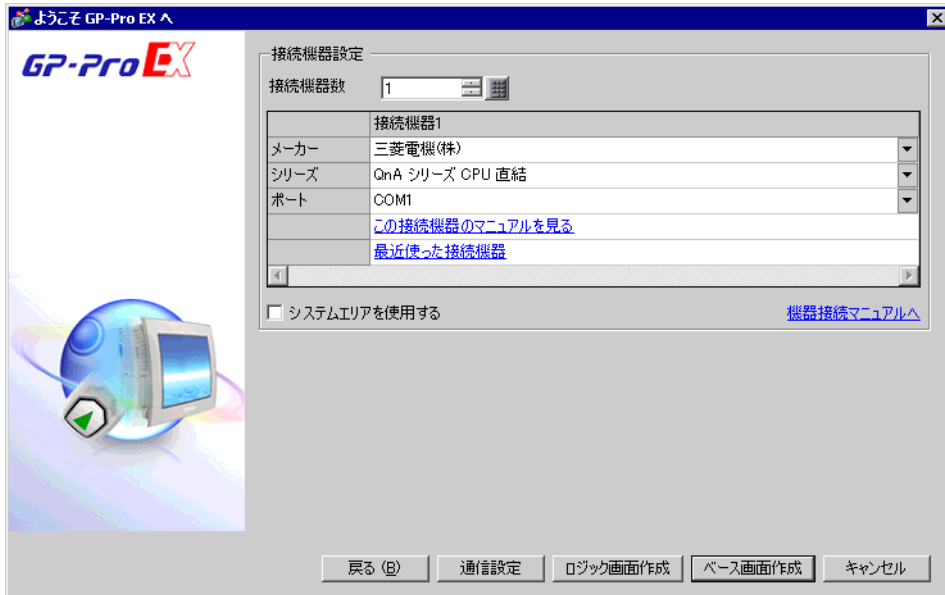 ようこそ GP-Pro EX へ
GP-Pro EX
接続機器設定
接続機器数 1
接続機器1
メーカー 三菱電機(株)
シリーズ QnA シリーズ CPU 直結
ポート COM1
この接続機器のマニュアルを見る
最近使った接続機器
システムエリアを使用する 機器接続マニュアルへ
戻る (B) 通信設定 ロジック画面作成 ベース画面作成 キャンセル